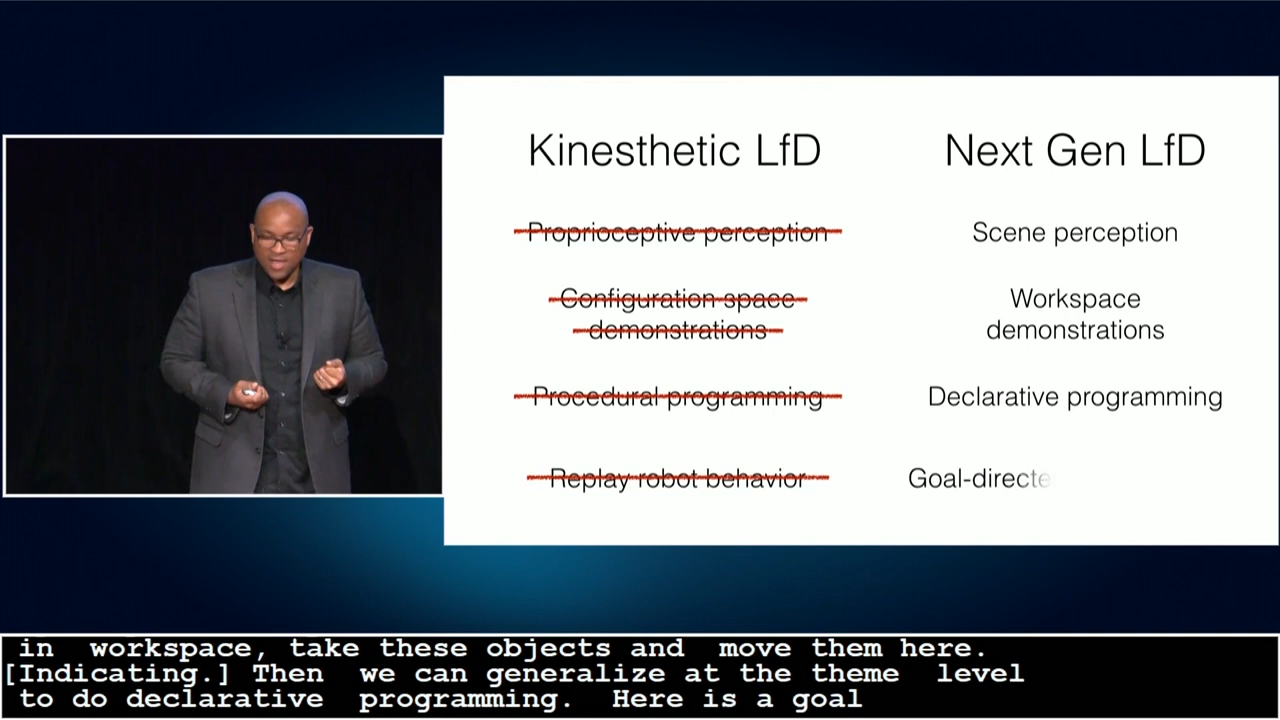 Kinesthetic LfD
Next Gen LfD
Proprioceptive perception
Scene perception
Configuration space
demonstrations
Workspace
demonstrations
Procedural programming
Declarative programming
Replay robot behavior
Goal-directe
in workspace, take these objects and move them here.
[Indicating.] Then we can generalize at the theme level
to do declarative programming. Here is a goal